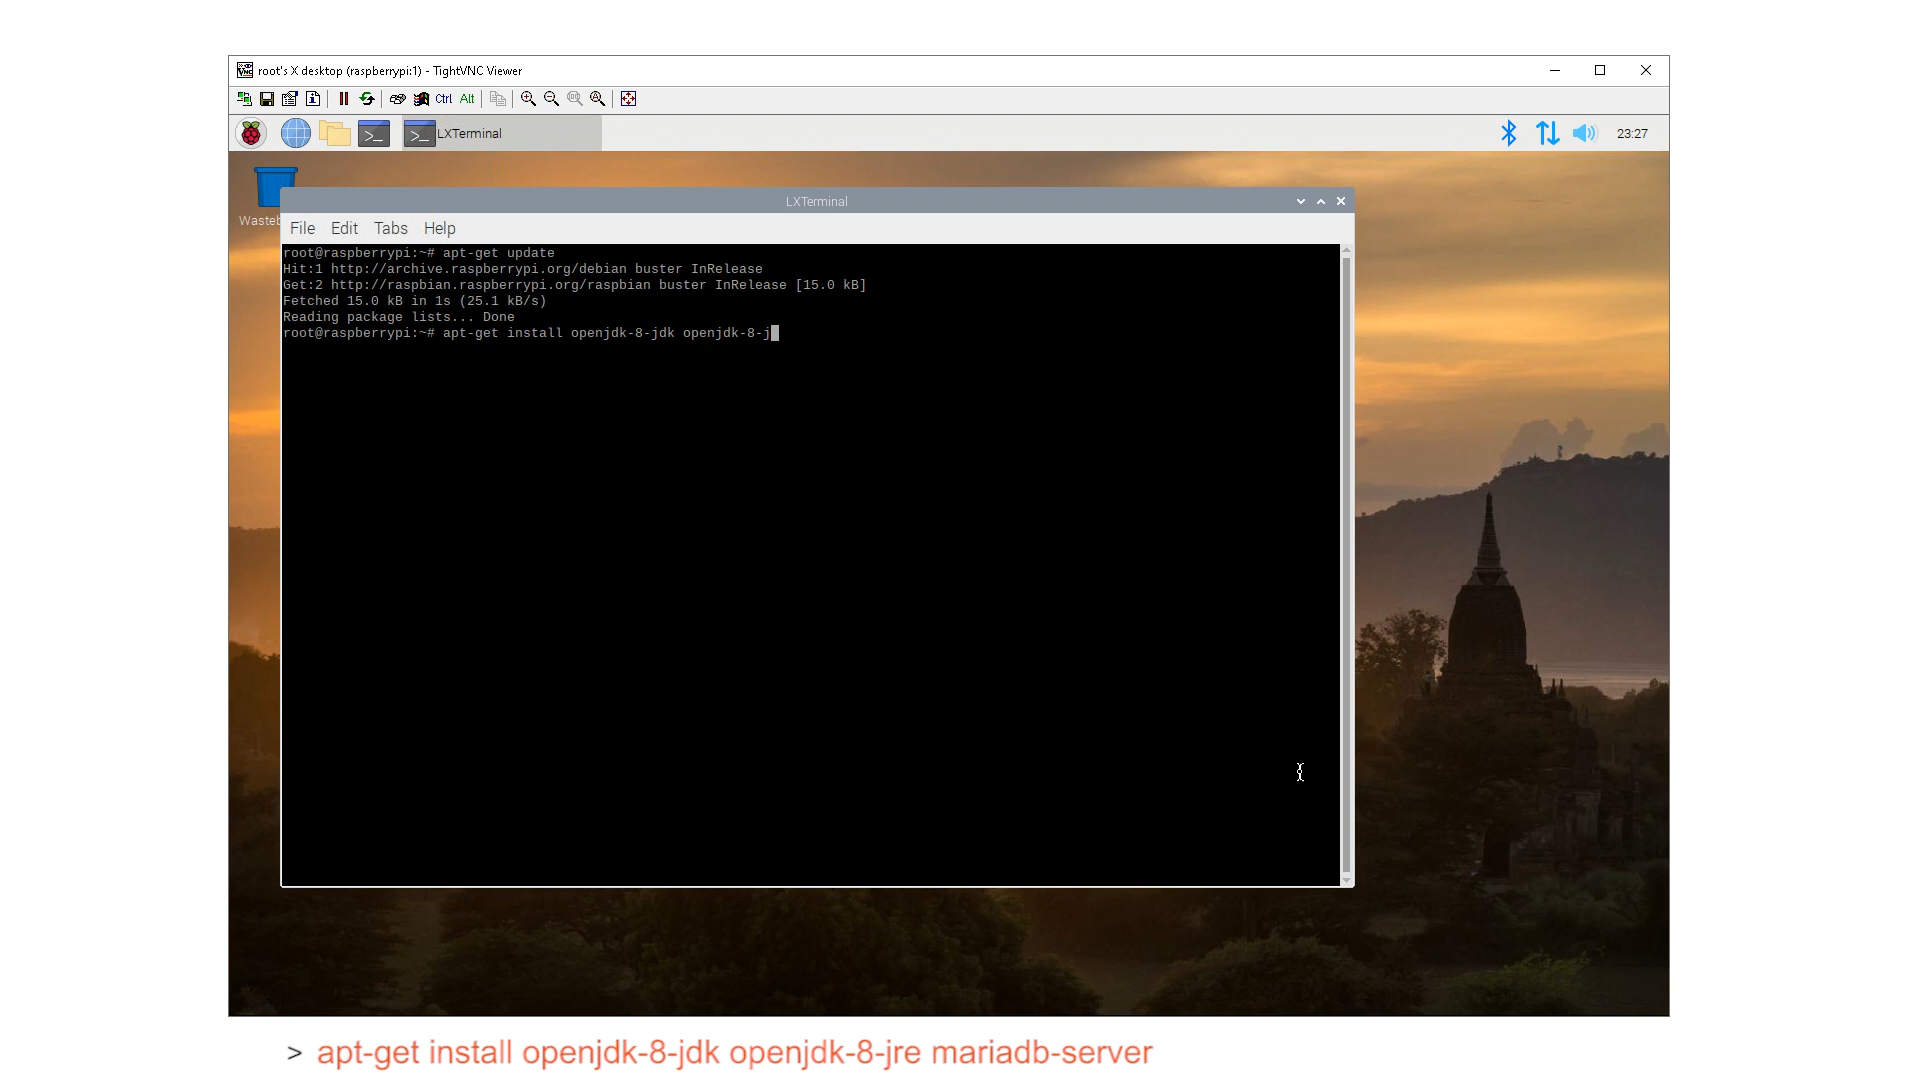 root's X desktop (raspberrypi:1) - TightVNC Viewer
Ctrl Alt
LXTerminal
23:27
Wasteb
LXTerminal
File Edit Tabs Help
root@raspberrypi:~# apt-get update
Hit:1 http://archive.raspberrypi.org/debian buster InRelease
Get:2 http://raspbian.raspberrypi.org/raspbian buster InRelease [15.0 kB]
Fetched 15.0 kB in 1s (25.1 kB/s)
Reading package lists... Done
root@raspberrypi:~# apt-get install openjdk-8-jdk openjdk-8-j
> apt-get install openjdk-8-jdk openjdk-8-jre mariadb-server